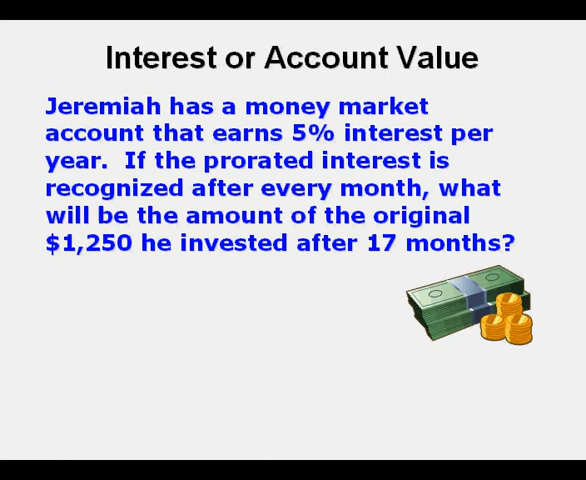 Interest or Account Value
Jeremiah has a money market
account that earns 5% interest per
year.  If the prorated interest is
recognized after every month, what
will be the amount of the original
$1,250 he invested after 17 months?